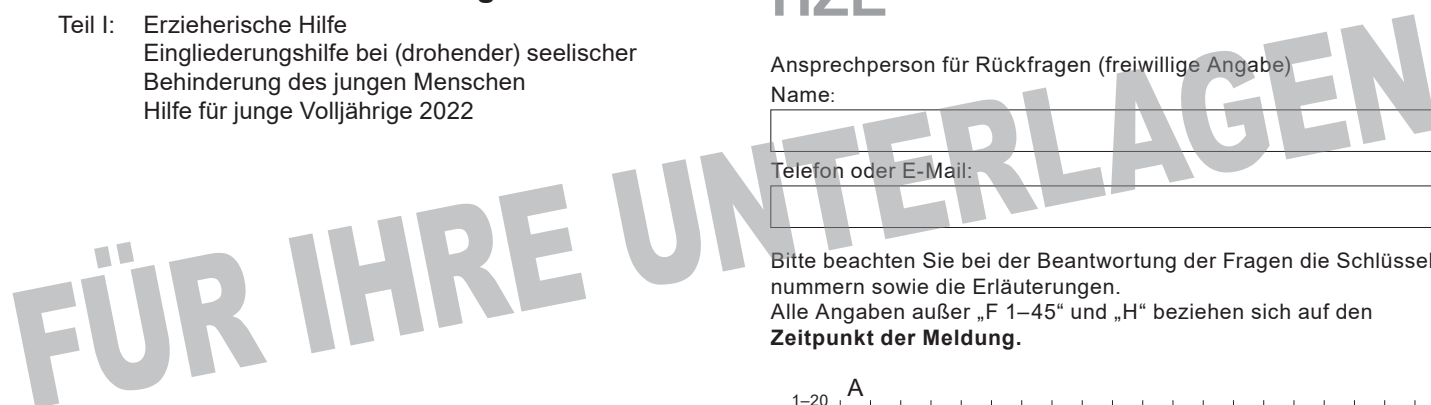 Teil I: Erzieherische Hilfe
Eingliederungshilfe bei (drohender) seelischer
Behinderung des jungen Menschen
Hilfe für junge Volljährige 2022
Ansprechperson für Rückfragen (freiwillige Angabe)
Name:
Telefon oder E-Mail:
Bitte beachten Sie bei der Beantwortung der Fragen die Schlüssel
nummern sowie die Erläuterungen.
Alle Angaben außer „F 1–45“ und „H“ beziehen sich auf den
Zeitpunkt der Meldung.
A
1–20
FÜR IHRE UNTERLAGEN